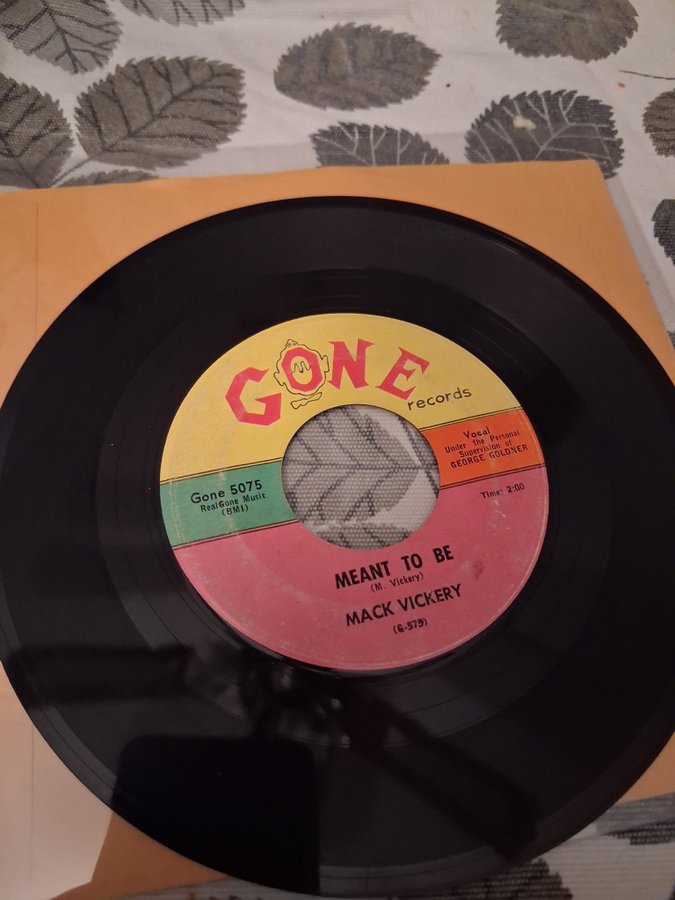 GONE
records
Vocal
Under the Personal
Supervision of
GEORGE GOLDNER
Gone 5075
RealGone Music
(BMI)
Time: 2:00
MEANT TO BE
(M. Vickery)
MACK VICKERY
(G-579)